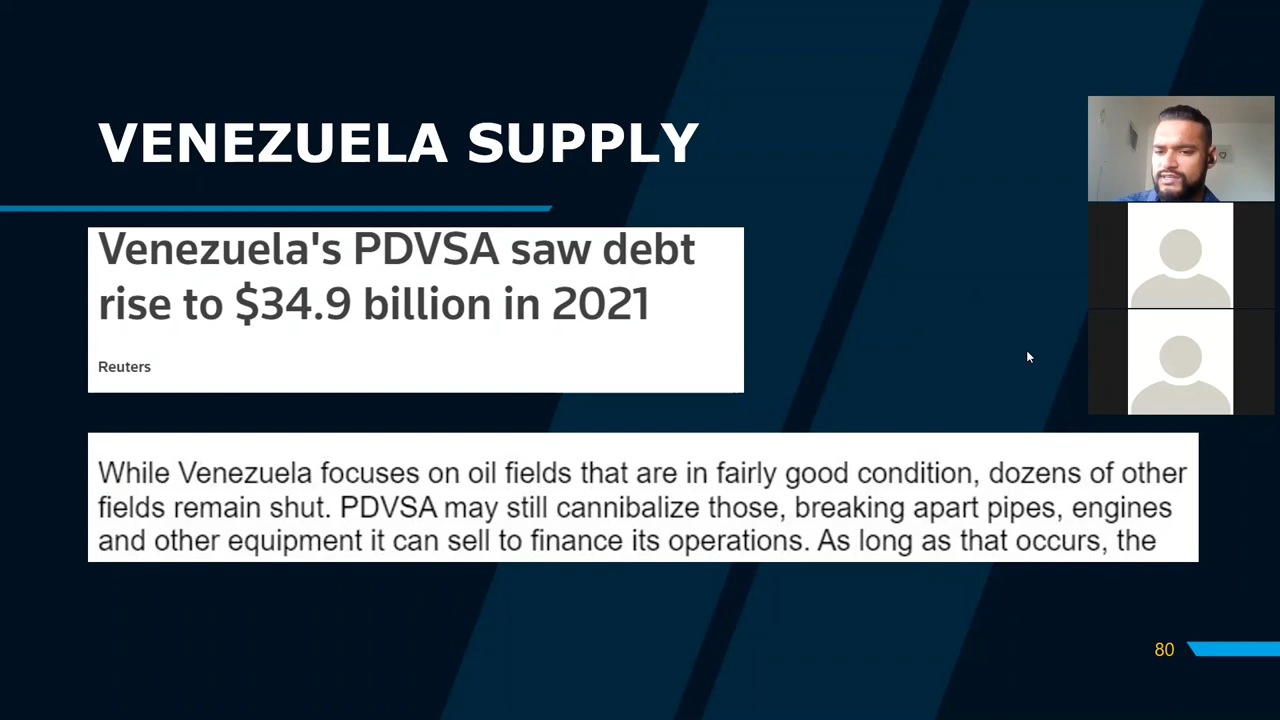 VENEZUELA SUPPLY
Venezuela's PDVSA saw debt
rise to $34.9 billion in 2021
Reuters
While Venezuela focuses on oil fields that are in fairly good condition, dozens of other
fields remain shut. PDVSA may still cannibalize those, breaking apart pipes, engines
and other equipment it can sell to finance its operations. As long as that occurs, the
80